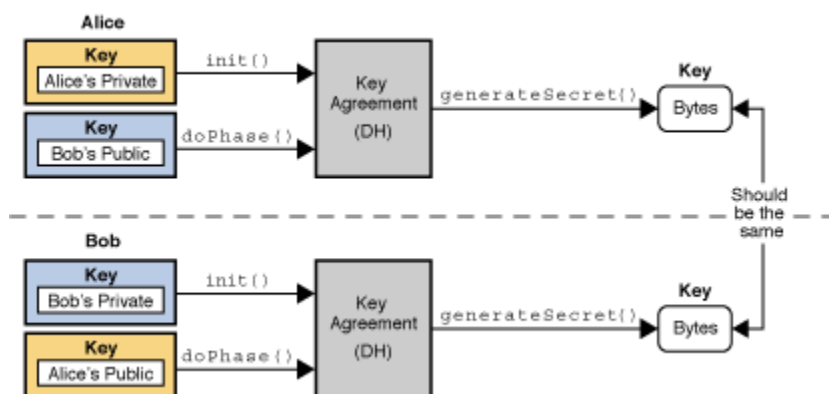 Alice
Key
Alice's Private
init()
Key
Bob's Public
doPhase()
Key
Agreement
(DH)
generateSecret()
Key
Bytes
Should
be the
same
Bob
Key
Bob's Private
init()
Key
Alice's Public
doPhase()
Key
Agreement
(DH)
generateSecret()
Key
Bytes